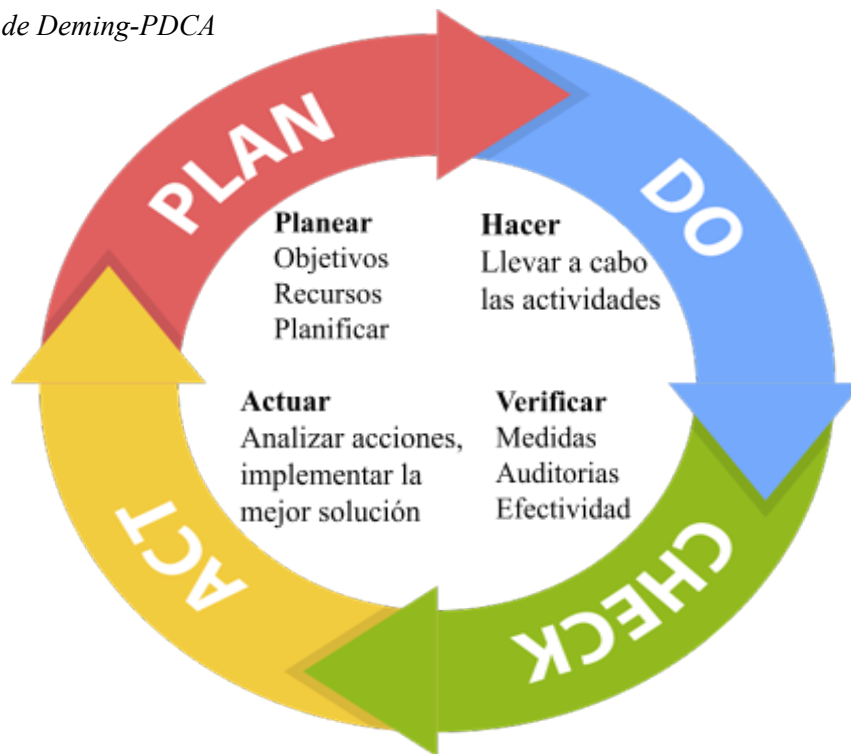 de Deming-PDCA
PLAN
DO
Planear
Objetivos
Recursos
Planificar
Hacer
Llevar a cabo
las actividades
Actuar
Analizar acciones,
implementar la
mejor solución
Verificar
Medidas
Auditorias
Efectividad
ACT
CHECK